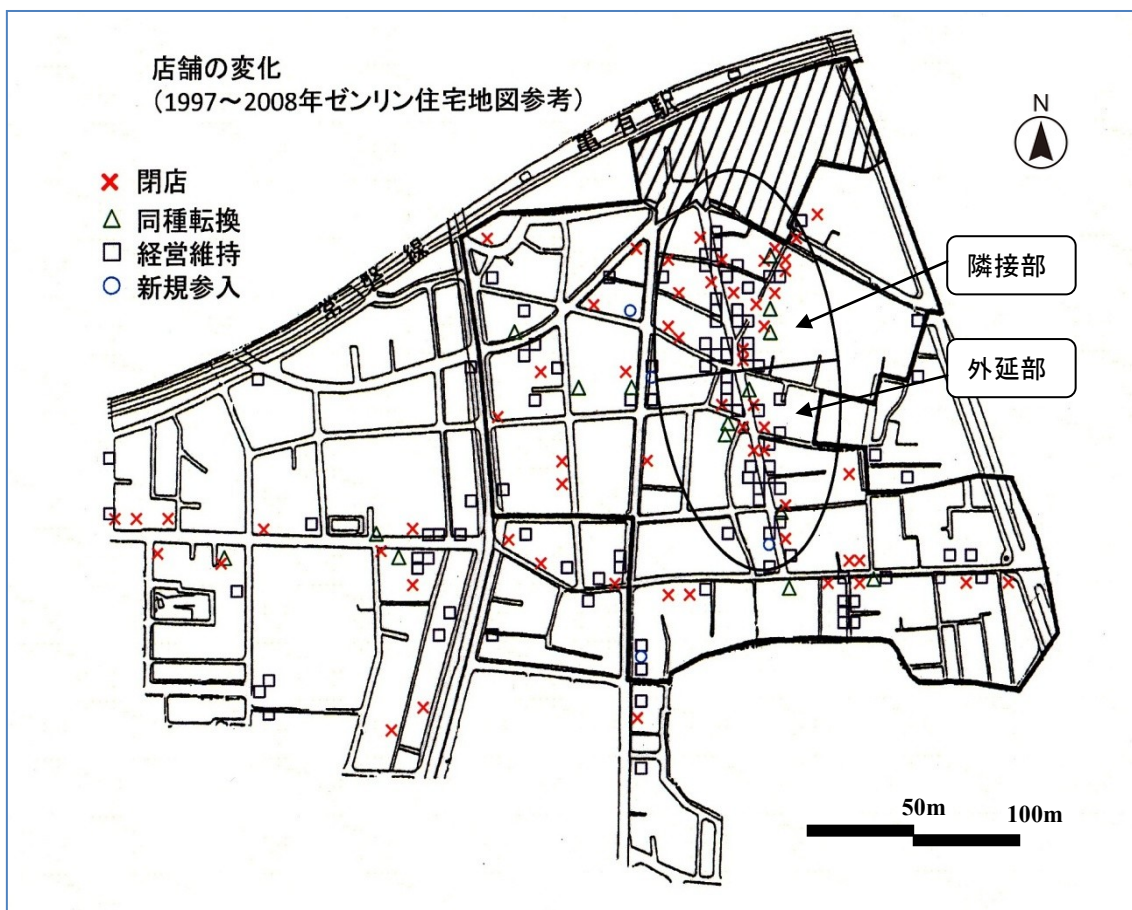 店舗の変化
（1997～2008年ゼンリン住宅地図参考）
亀有駅
N
閉店
同種転換
経営維持
新規参入
常磐線
隣接部
外延部
50m
100m